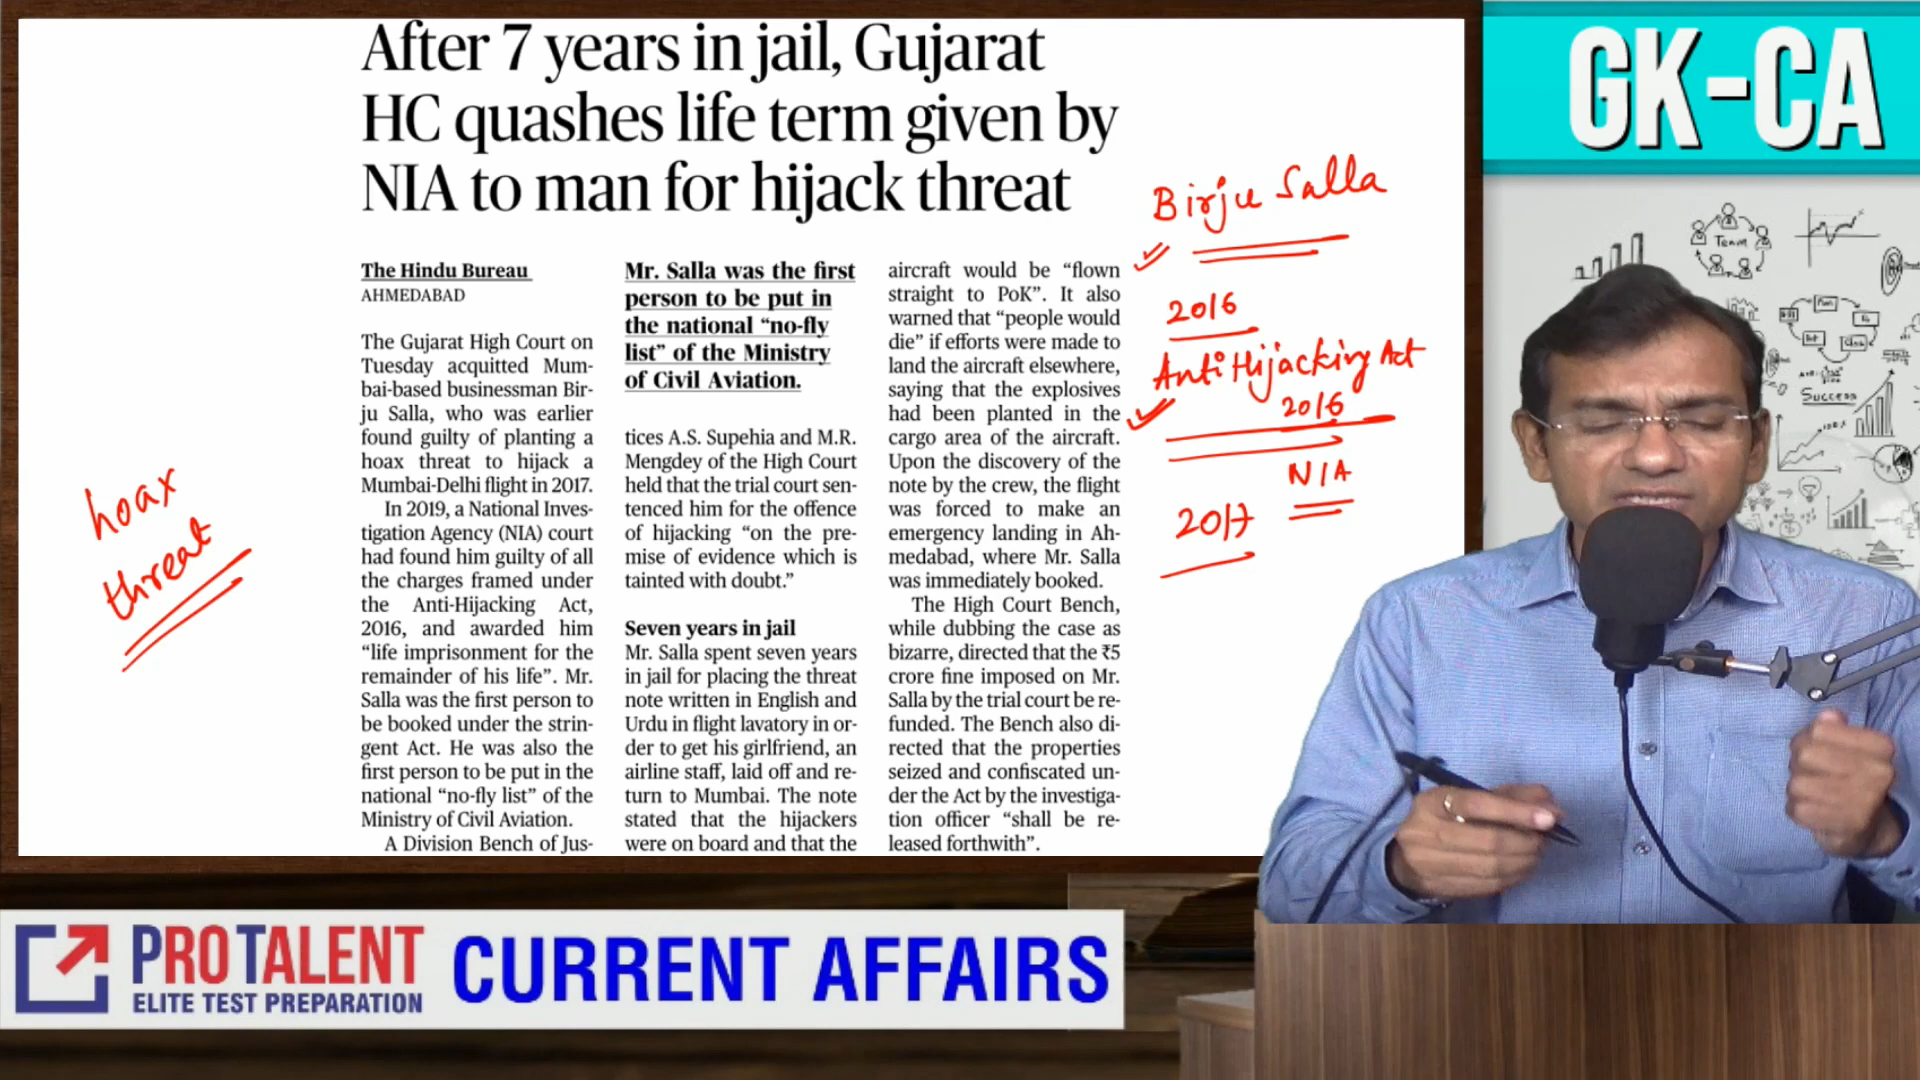 After 7 years in jail, Gujarat
HC quashes life term given by
NIA to man for hijack threat
The Hindu Bureau
AHMEDABAD
The Gujarat High Court on
Tuesday acquitted Mum-
bai-based businessman Bir-
ju Salla, who was earlier
found guilty of planting a
hoax threat to hijack a
Mumbai-Delhi flight in 2017.
In 2019, a National Inves-
tigation Agency (NIA) court
had found him guilty of all
the charges framed under
the Anti-Hijacking Act,
2016, and awarded him
“life imprisonment for the
remainder of his life”. Mr.
Salla was the first person to
be booked under the strin-
gent Act. He was also the
first person to be put in the
national “no-fly list” of the
Ministry of Civil Aviation.
A Division Bench of Jus-
Mr. Salla was the first
person to be put in
the national “no-fly
list” of the Ministry
of Civil Aviation.
tices A.S. Supehia and M.R.
Mengdey of the High Court
held that the trial court sen-
tenced him for the offence
of hijacking “on the pre-
mise of evidence which is
tainted with doubt.”
Seven years in jail
Mr. Salla spent seven years
in jail for placing the threat
note written in English and
Urdu in flight lavatory in or-
der to get his girlfriend, an
airline staff, laid off and re-
turn to Mumbai. The note
stated that the hijackers
were on board and that the
aircraft would be “flown
straight to PoK”. It also
warned that “people would
die” if efforts were made to
land the aircraft elsewhere,
saying that the explosives
had been planted in the
cargo area of the aircraft.
Upon the discovery of the
note by the crew, the flight
was forced to make an
emergency landing in Ah-
medabad, where Mr. Salla
was immediately booked.
The High Court Bench,
while dubbing the case as
bizarre, directed that the ₹5
crore fine imposed on Mr.
Salla by the trial court be re-
funded. The Bench also di-
rected that the properties
seized and confiscated un-
der the Act by the investiga-
tion officer “shall be re-
leased forthwith”.
Birju Salla
2016
Anti Hijacking Act
2016
NIA
2017
hoax
threat
GK-CA
Team
SUCCESS
PROTALENT
ELITE TEST PREPARATION
CURRENT AFFAIRS